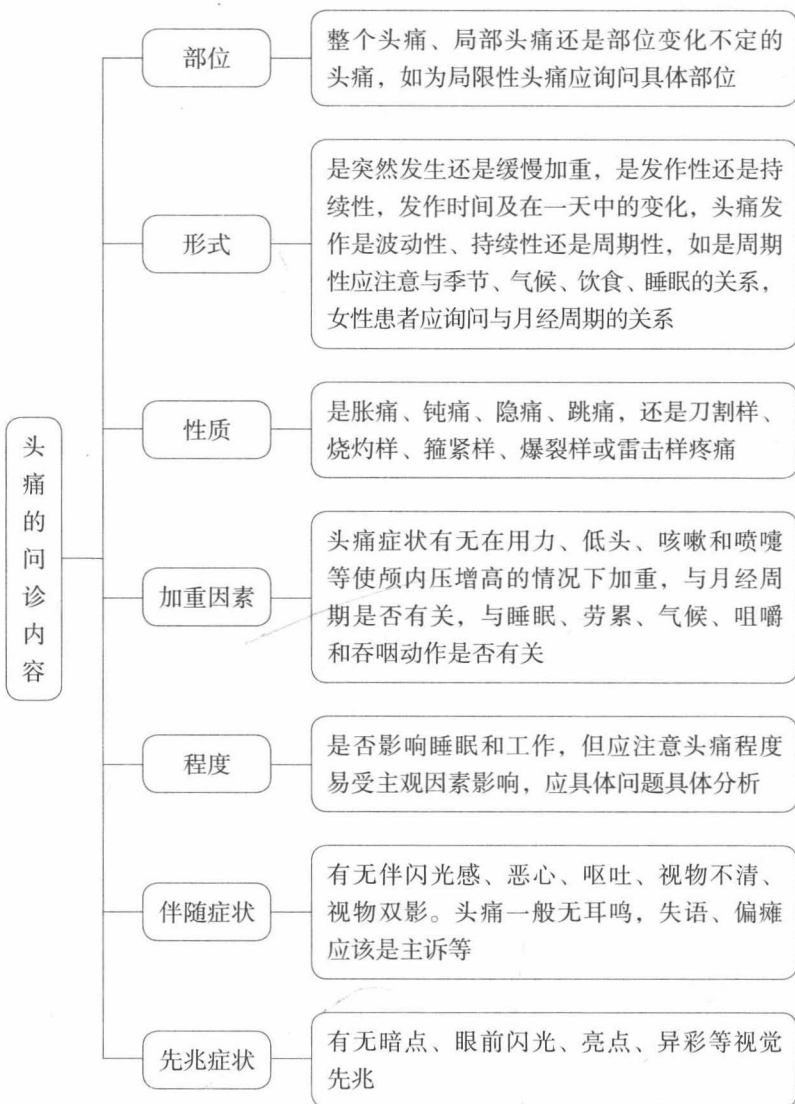 头痛的问诊内容
部位
整个头痛、局部头痛还是部位变化不定的
头痛，如为局限性头痛应询问具体部位
形式
是突然发生还是缓慢加重，是发作性还是持
续性，发作时间及在一天中的变化，头痛发
作是波动性、持续性还是周期性，如是周期
性应注意与季节、气候、饮食、睡眠的关系，
女性患者应询问与月经周期的关系
性质
是胀痛、钝痛、隐痛、跳痛，还是刀割样、
烧灼样、箍紧样、爆裂样或雷击样疼痛
加重因素
头痛症状有无在用力、低头、咳嗽和喷嚏
等使颅内压增高的情况下加重，与月经周
期是否有关，与睡眠、劳累、气候、咀嚼
和吞咽动作是否有关
程度
是否影响睡眠和工作，但应注意头痛程度
易受主观因素影响，应具体问题具体分析
伴随症状
有无伴闪光感、恶心、呕吐、视物不清、
视物双影。头痛一般无耳鸣，失语、偏瘫
应该是主诉等
先兆症状
有无暗点、眼前闪光、亮点、异彩等视觉
先兆